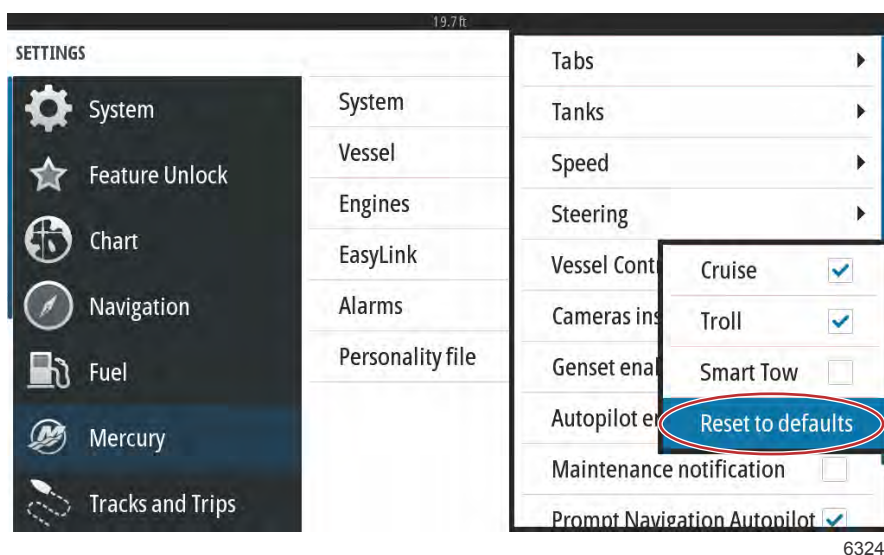 19.7 ft
SETTINGS
System
Feature Unlock
Chart
Navigation
Fuel
Mercury
Tracks and Trips
System
Vessel
Engines
EasyLink
Alarms
Personality file
Tabs
Tanks
Speed
Steering
Vessel Cont
Cameras ins
Genset enal
Autopilot e
Maintenance notification
Prompt Navigation Autopilot
Cruise
Troll
Smart Tow
Reset to defaults
6324